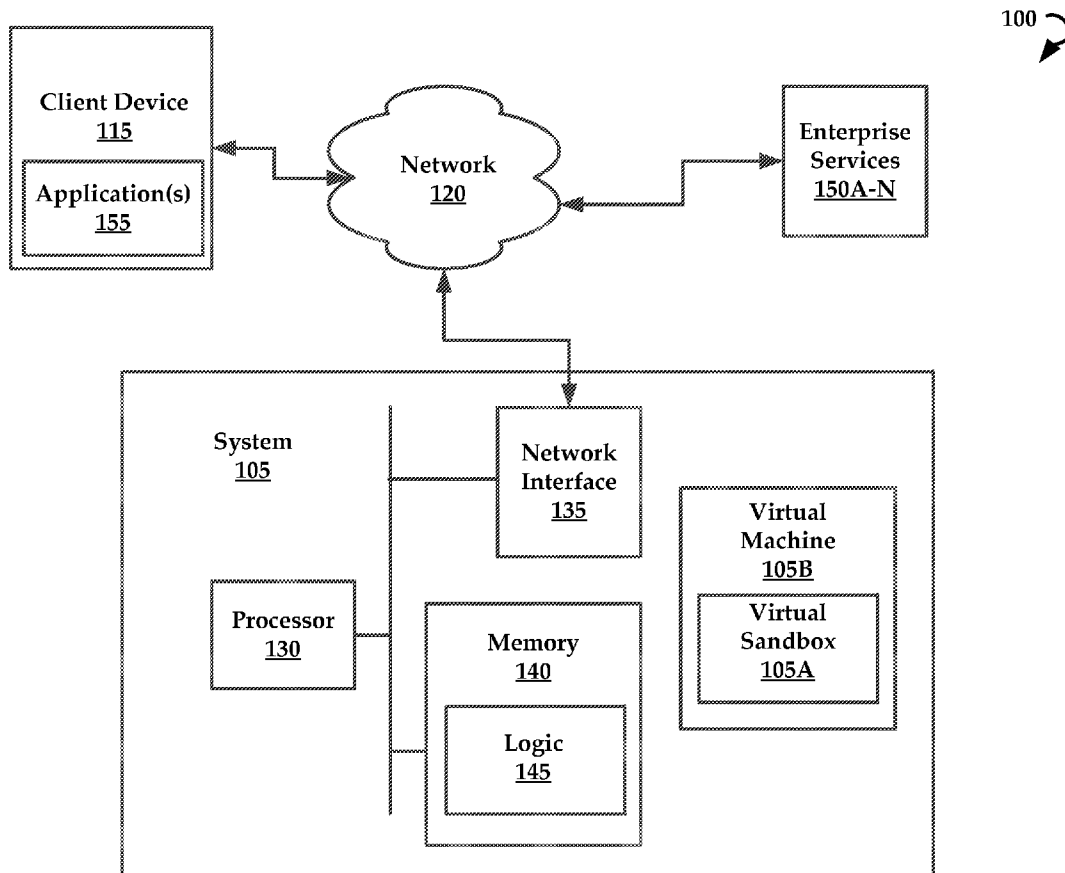 100
Client Device
115
Application(s)
155
Network
120
Enterprise
Services
150A-N
System
105
Network
Interface
135
Virtual
Machine
105B
Virtual
Sandbox
105A
Processor
130
Memory
140
Logic
145